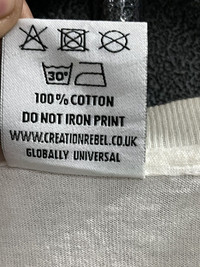 30°
100% COTTON
DO NOT IRON PRINT
WWW.CREATIONREBEL.CO.UK
GLOBALLY UNIVERSAL